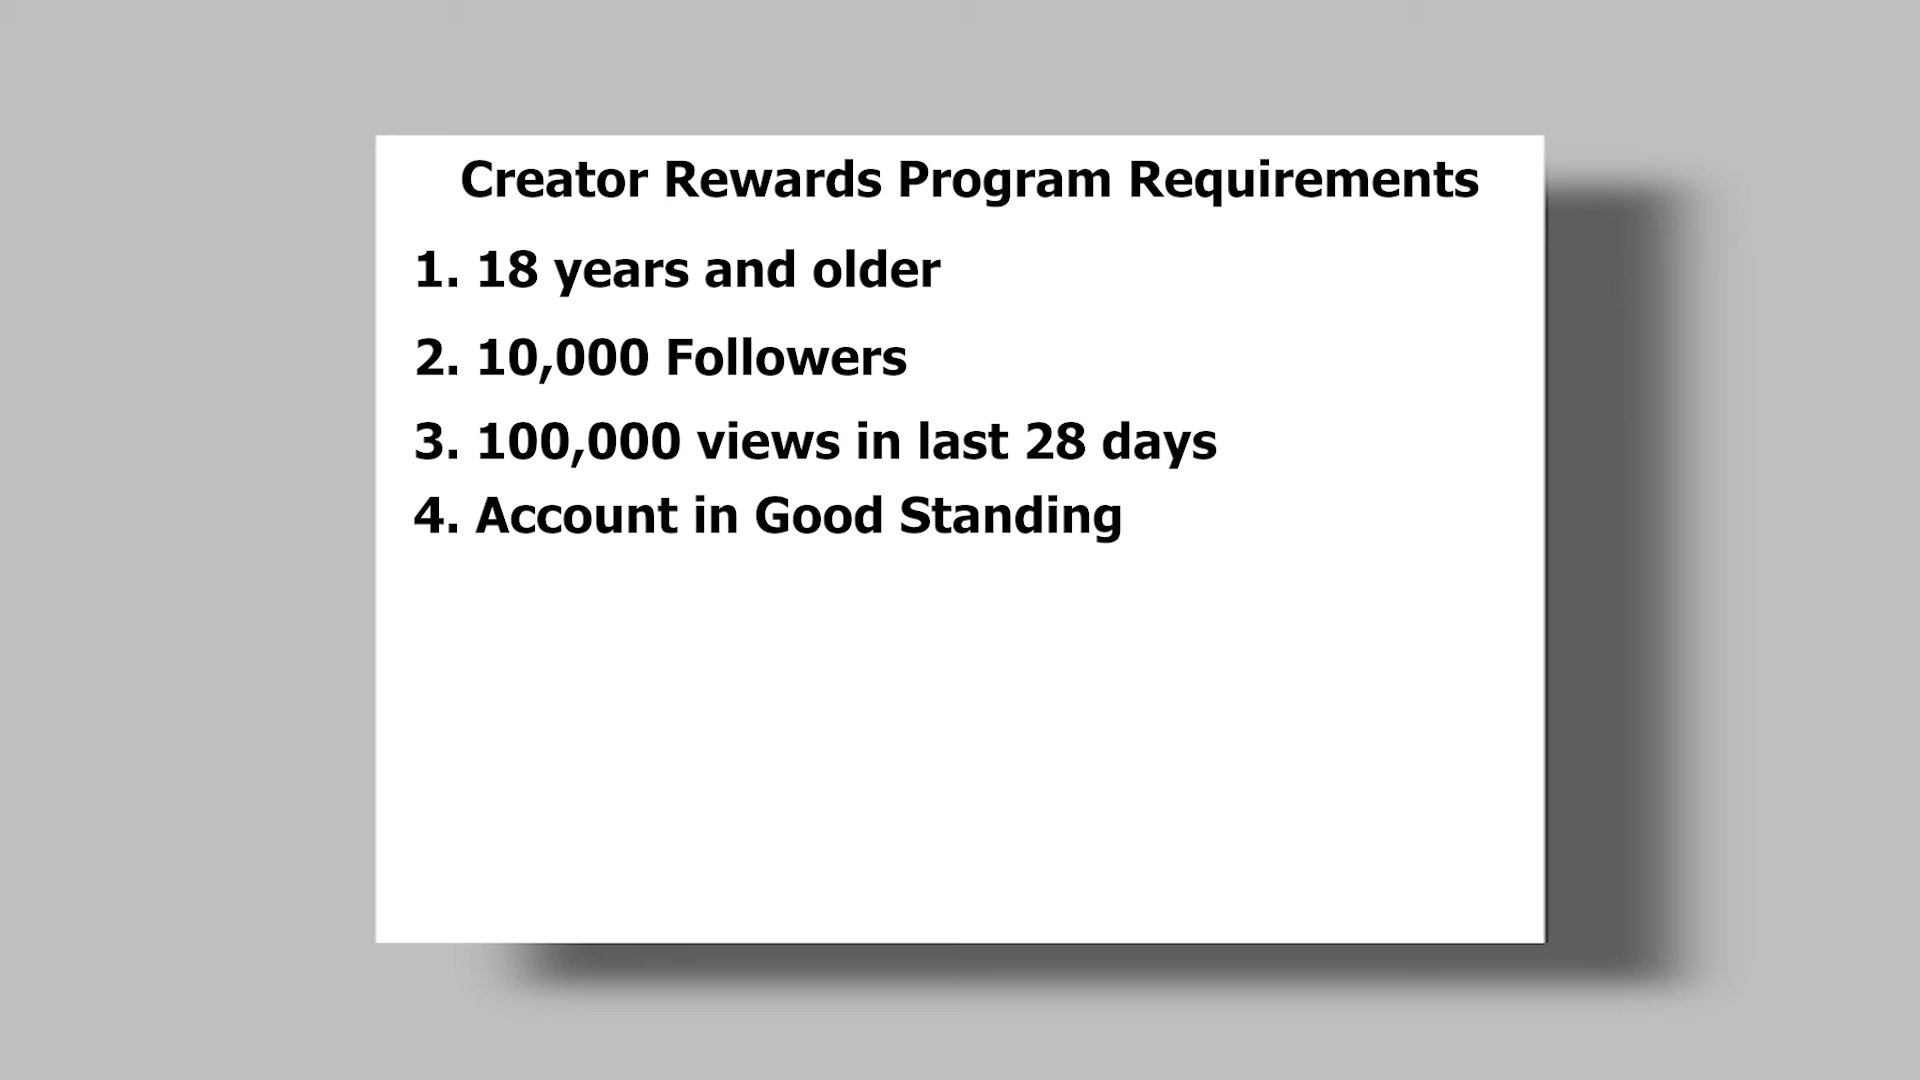 Creator Rewards Program Requirements
1. 18 years and older
2. 10,000 Followers
3. 100,000 views in last 28 days
4. Account in Good Standing